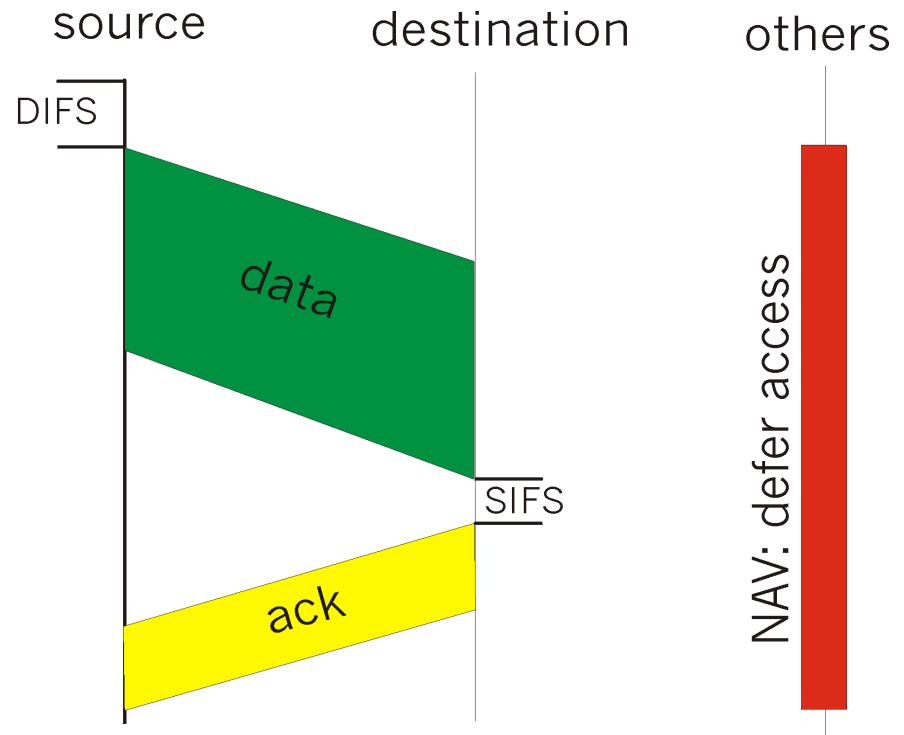 source
destination
others
DIFS
data
SIFS
ack
NAV: defer access